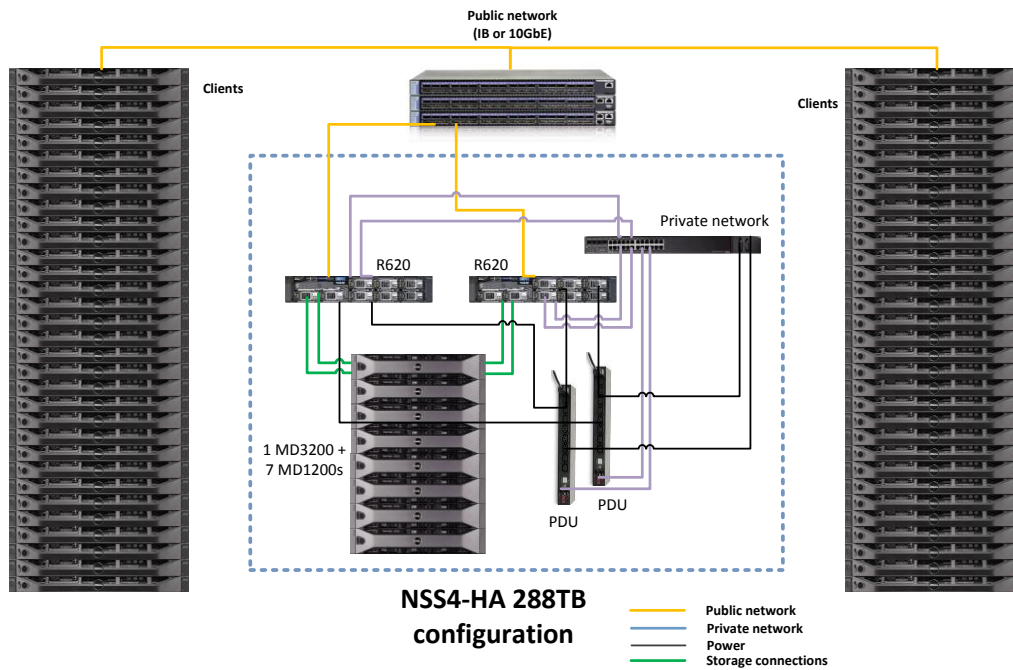 Public network
(IB or 10GbE)
Clients
Clients
Private network
R620
R620
1 MD3200 +
7 MD1200s
PDU
PDU
NSS4-HA 288TB
configuration
Public network
Private network
Power
Storage connections